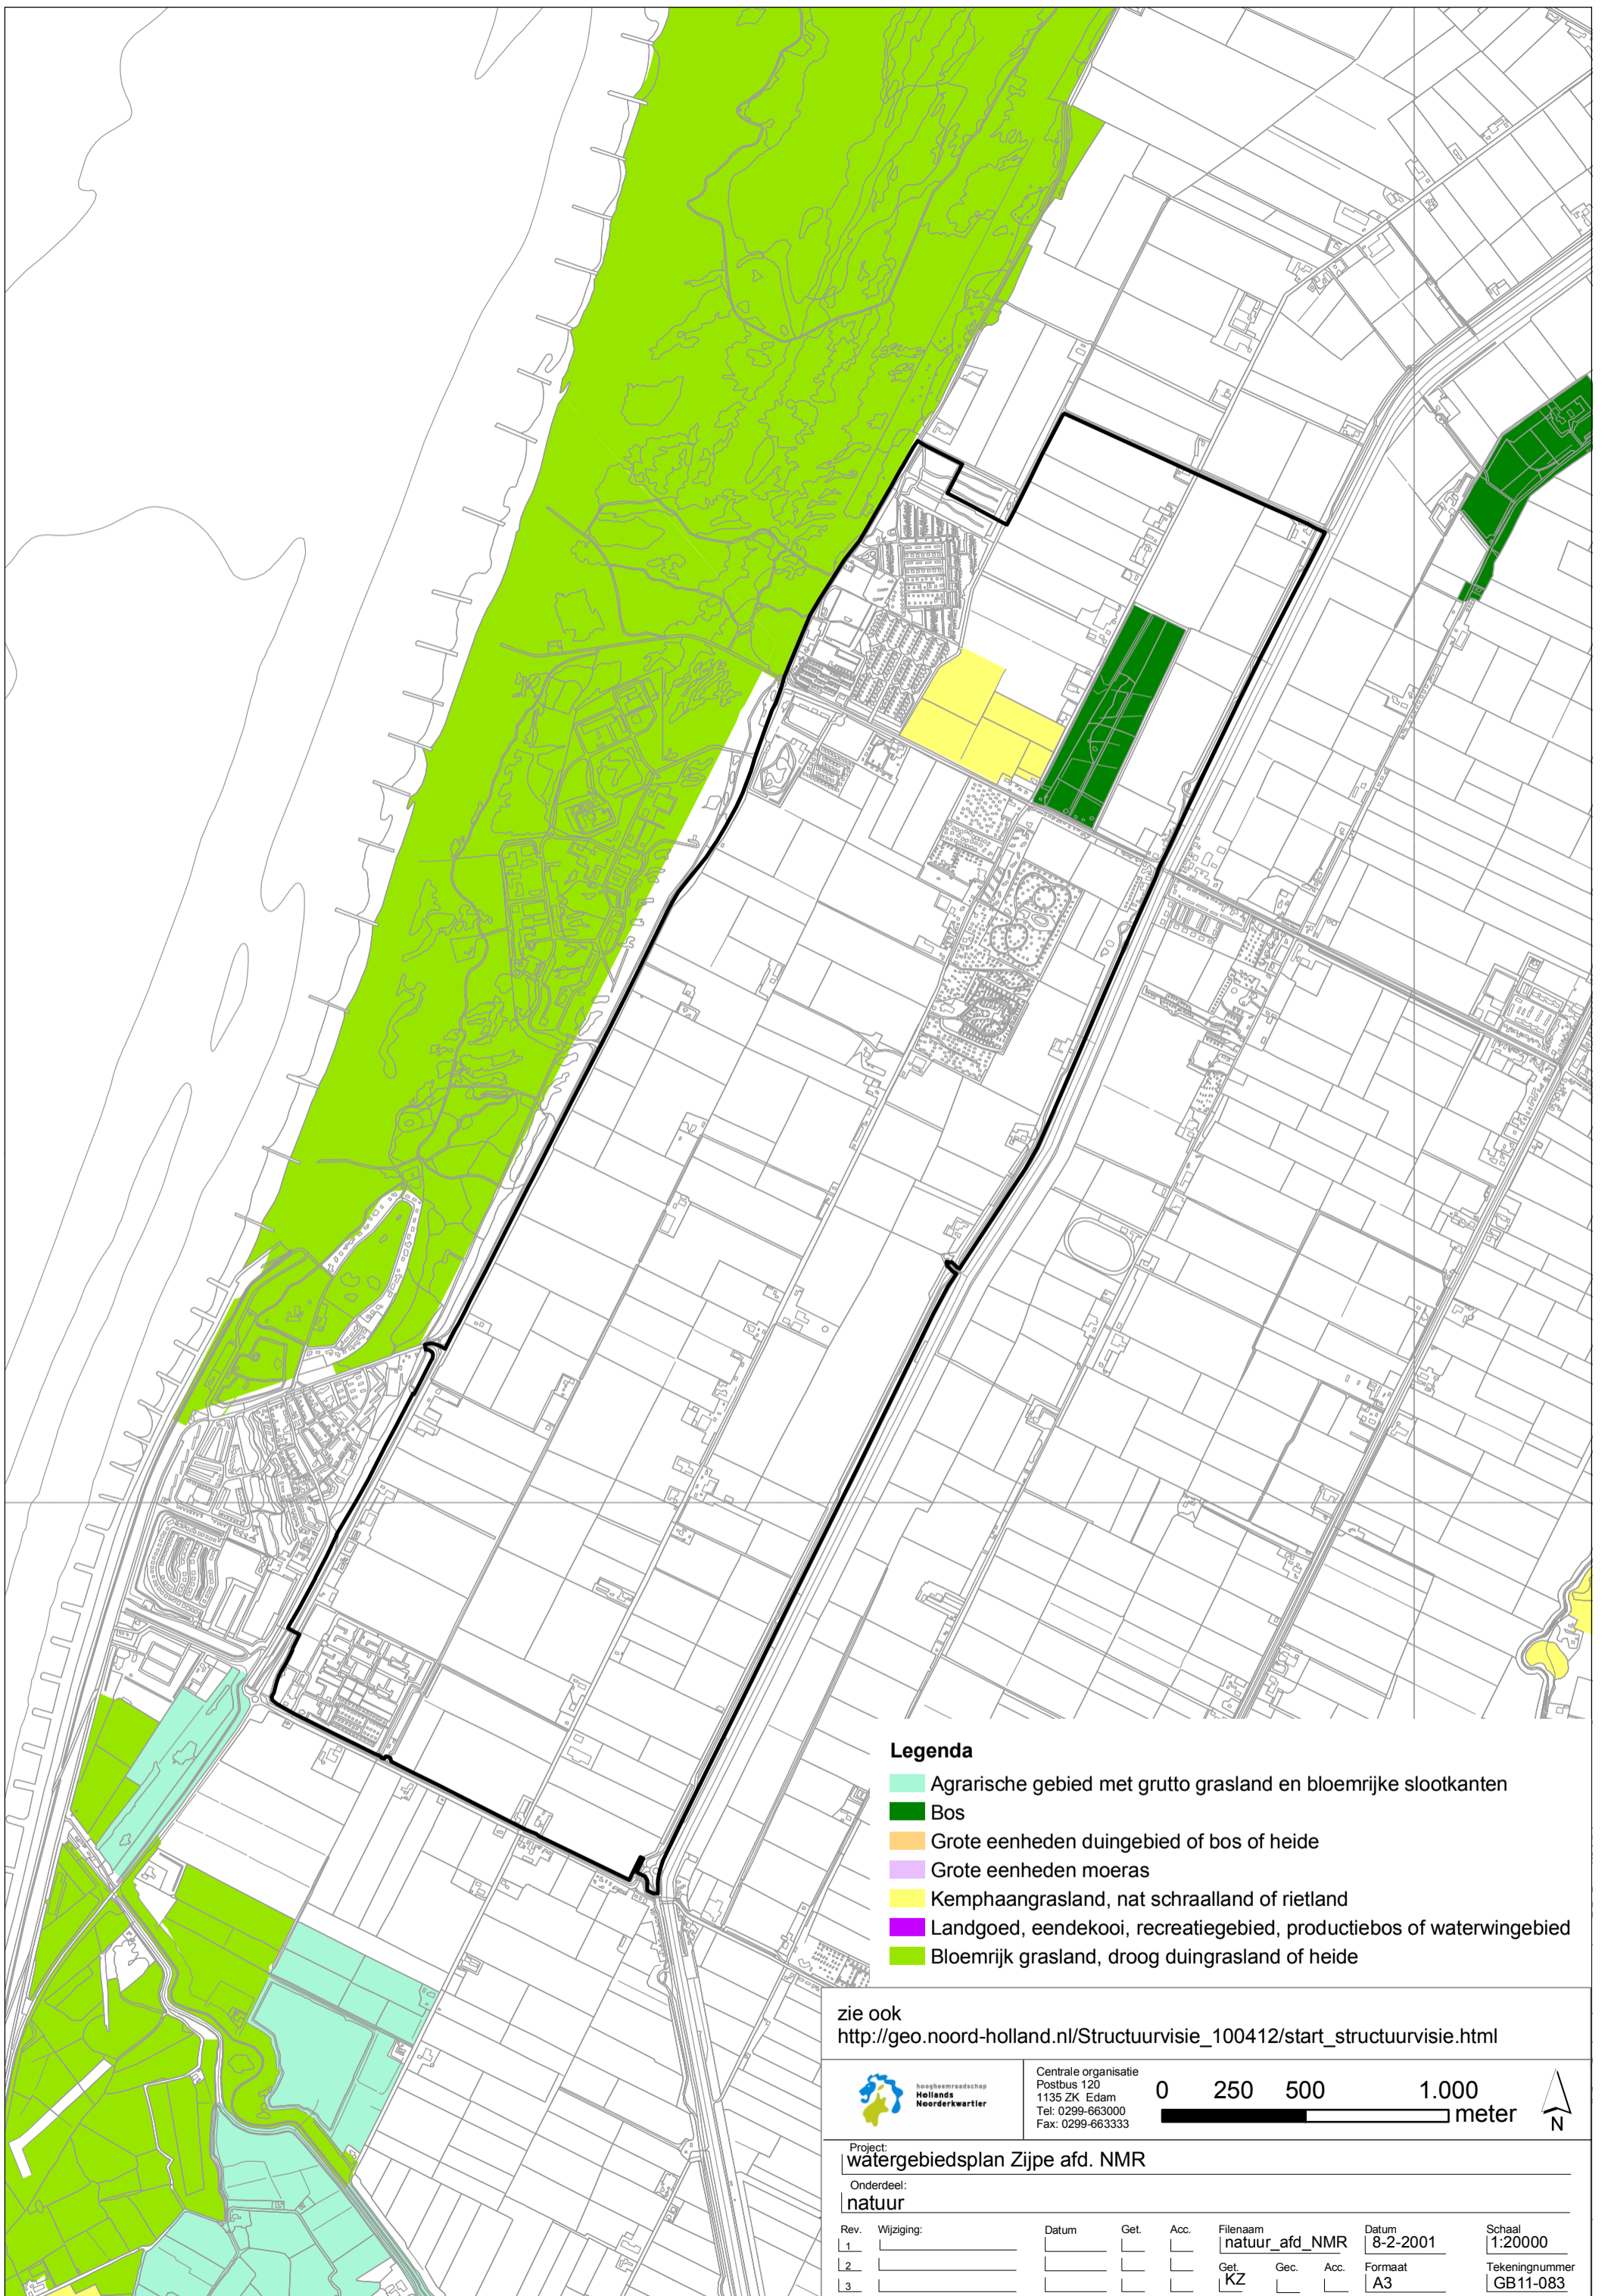 Legenda
Agrarische gebied met grutto grasland en bloemrijke slootkanten
Bos
Grote eenheden duingebied of bos of heide
Grote eenheden moeras
Kemphaangrasland, nat schraalland of rietland
Landgoed, eendekooi, recreatiegebied, productiebos of waterwingebied
Bloemrijk grasland, droog duingrasland of heide
zie ook
http://geo.noord-holland.nl/Structuurvisie_100412/start_structuurvisie.html
hoogheemraadschap
Hollands
Noorderkwartier
Centrale organisatie
Postbus 120
1135 ZK Edam
Tel: 0299-663000
Fax: 0299-663333
0 250 500 1.000
meter
N
Project:
watergebiedsplan Zijpe afd. NMR
Onderdeel:
natuur
Rev. Wijziging: Datum Get. Acc. Filenaam Datum Schaal
1 natuur_afd_NMR 8-2-2001 1:20000
2 Get. Gec. Acc. Formaat Tekeningnummer
3 KZ A3 GB11-083